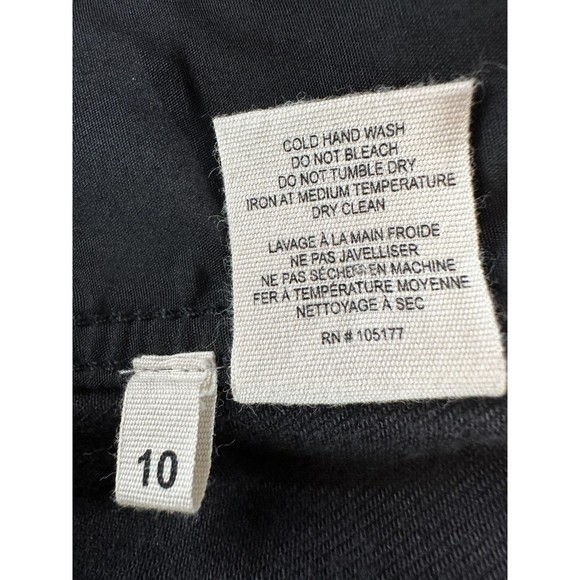 COLD HAND WASH
DO NOT BLEACH
DO NOT TUMBLE DRY
IRON AT MEDIUM TEMPERATURE
DRY CLEAN
LAVAGE À LA MAIN FROIDE
NE PAS JAVELLISER
NE PAS SÉCHER EN MACHINE
FER À TEMPÉRATURE MOYENNE
NETTOYAGE À SEC
RN # 105177
10